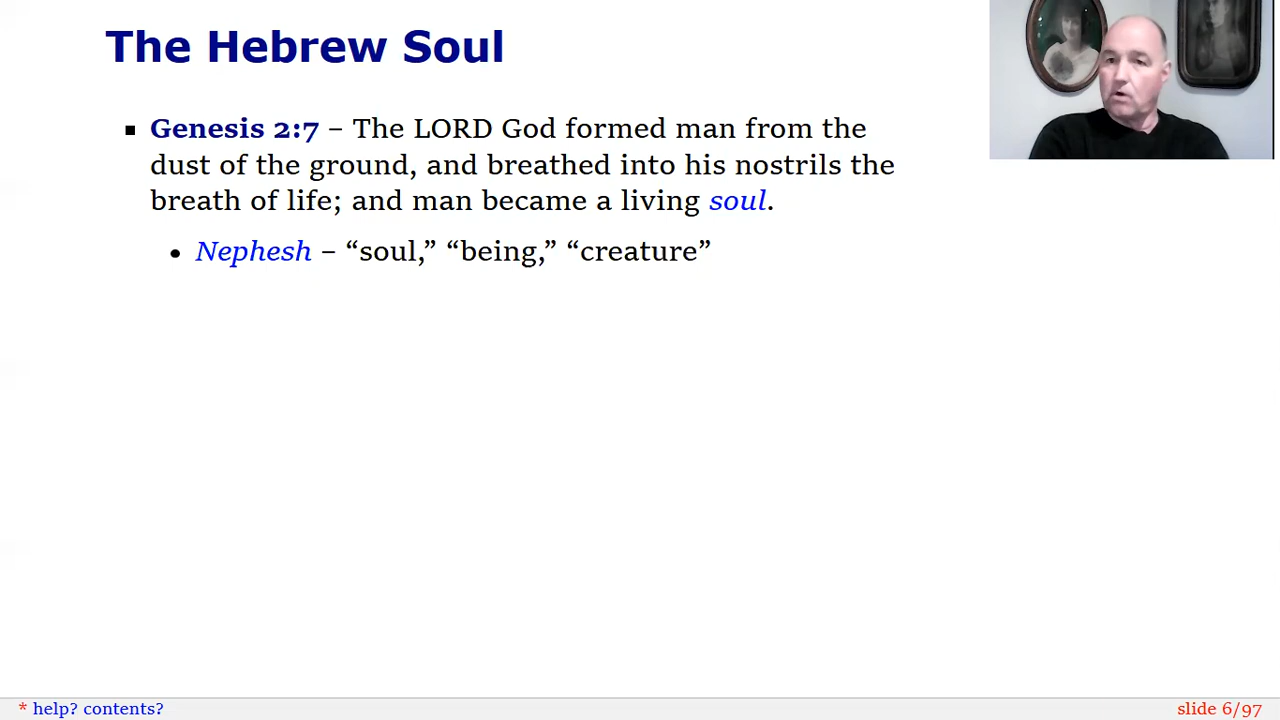 The Hebrew Soul
Genesis 2:7 – The LORD God formed man from the
dust of the ground, and breathed into his nostrils the
breath of life; and man became a living soul.
Nephesh – “soul,” “being,” “creature”
* help? contents?
slide 6/97